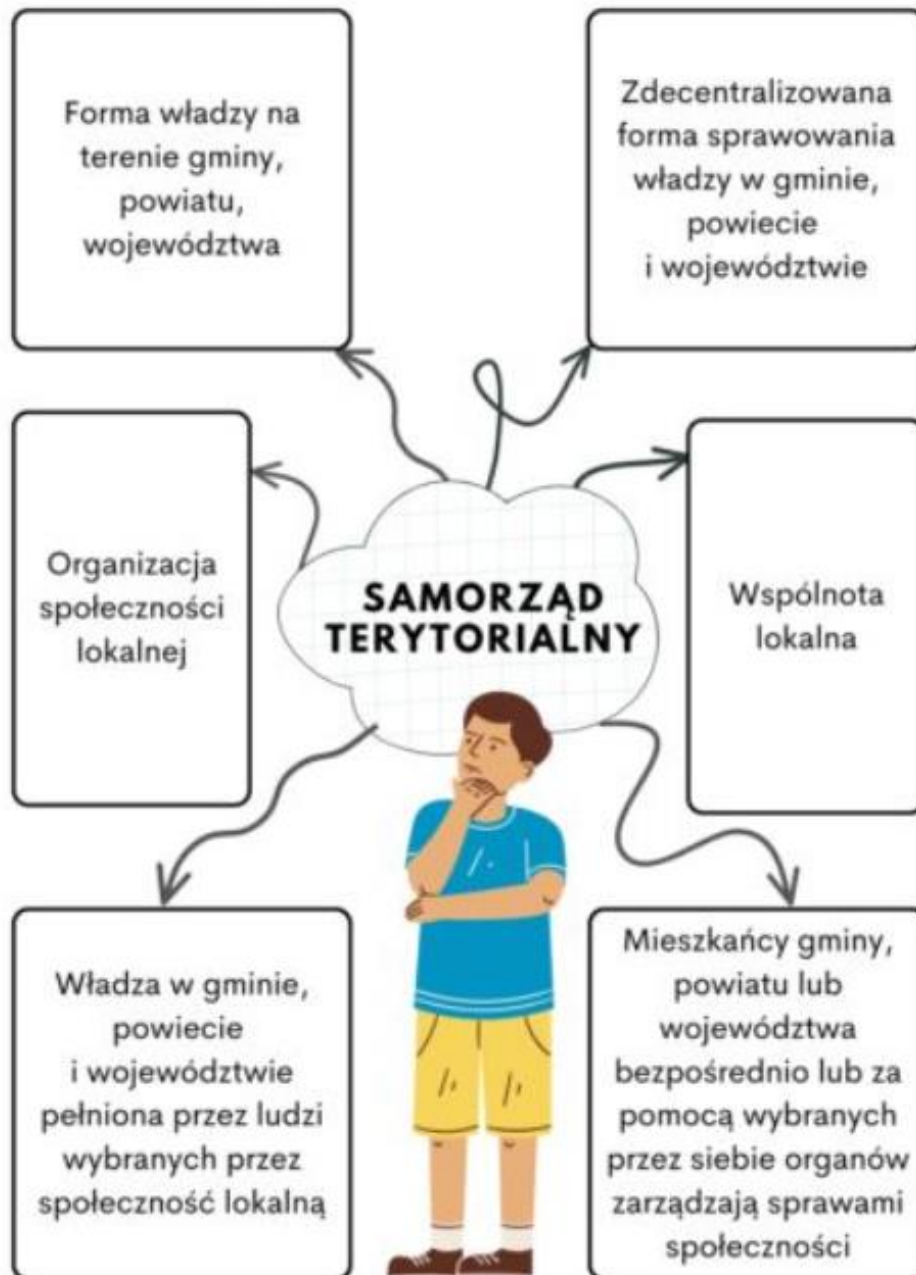 Forma władzy na
terenie gminy,
powiatu,
województwa
Zdecentralizowana
forma sprawowania
władzy w gminie,
powiecie
i województwie
Organizacja
społeczności
lokalnej
SAMORZĄD
TERYTORIALNY
Wspólnota
lokalna
Władza w gminie,
powiecie
i województwie
pełniona przez ludzi
wybranych przez
społeczność lokalną
Mieszkańcy gminy,
powiatu lub
województwa
bezpośrednio lub za
pomocą wybranych
przez siebie organów
zarządzają sprawami
społeczności